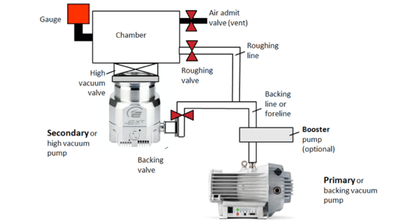 Gauge
Air admit
valve (vent)
Chamber
Roughing
line
High
vacuum
valve
Roughing
valve
Backing
line or
foreline
Secondary or
high vacuum
pump
Backing
valve
Booster
pump
(optional)
Primary or
backing vacuum
pump